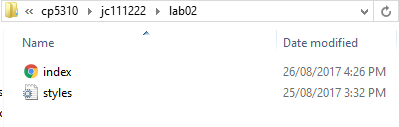 cp5310 jc111222 lab02
Name Date modified
index 26/08/2017 4:26 PM
styles 25/08/2017 3:32 PM